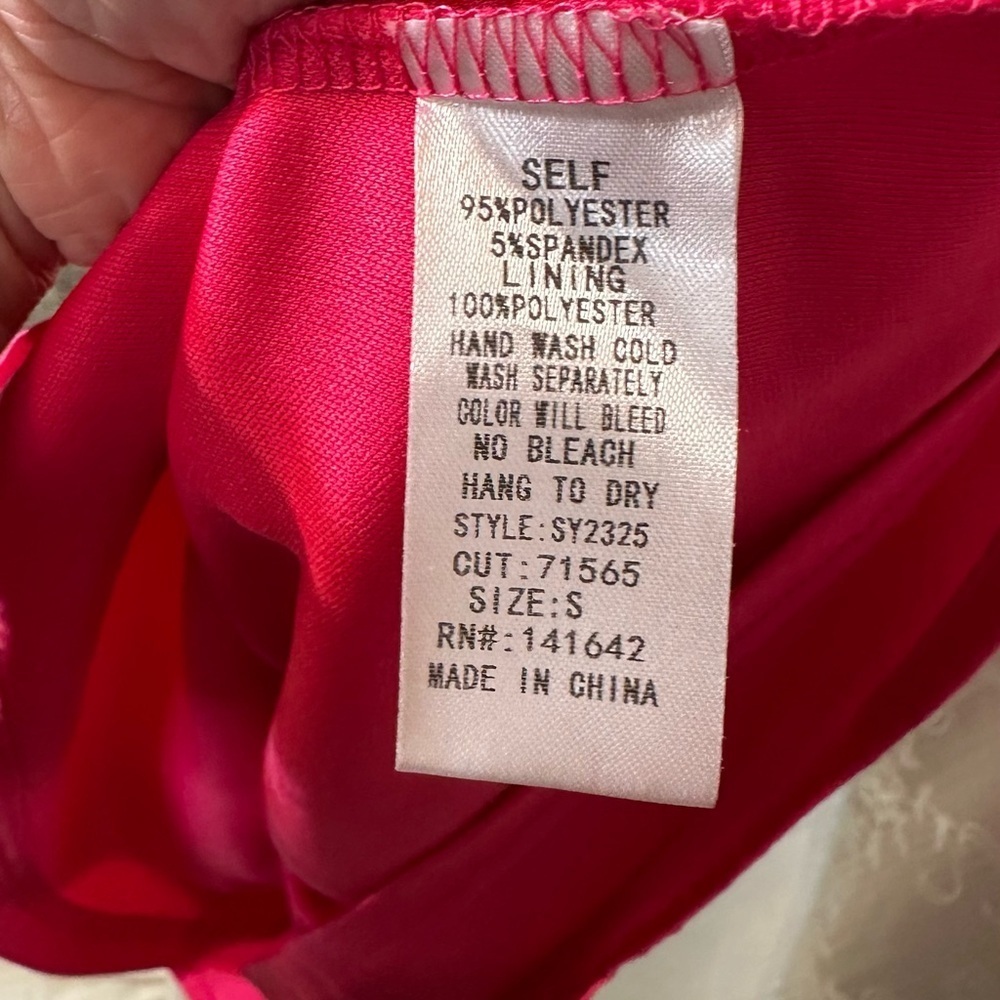 SELF
95%POLYESTER
5%SPANDEX
LINING
100%POLYESTER
HAND WASH COLD
WASH SEPARATELY
COLOR WILL BLEED
NO BLEACH
HANG TO DRY
STYLE:SY2325
CUT:71565
SIZE:S
RN#:141642
MADE IN CHINA